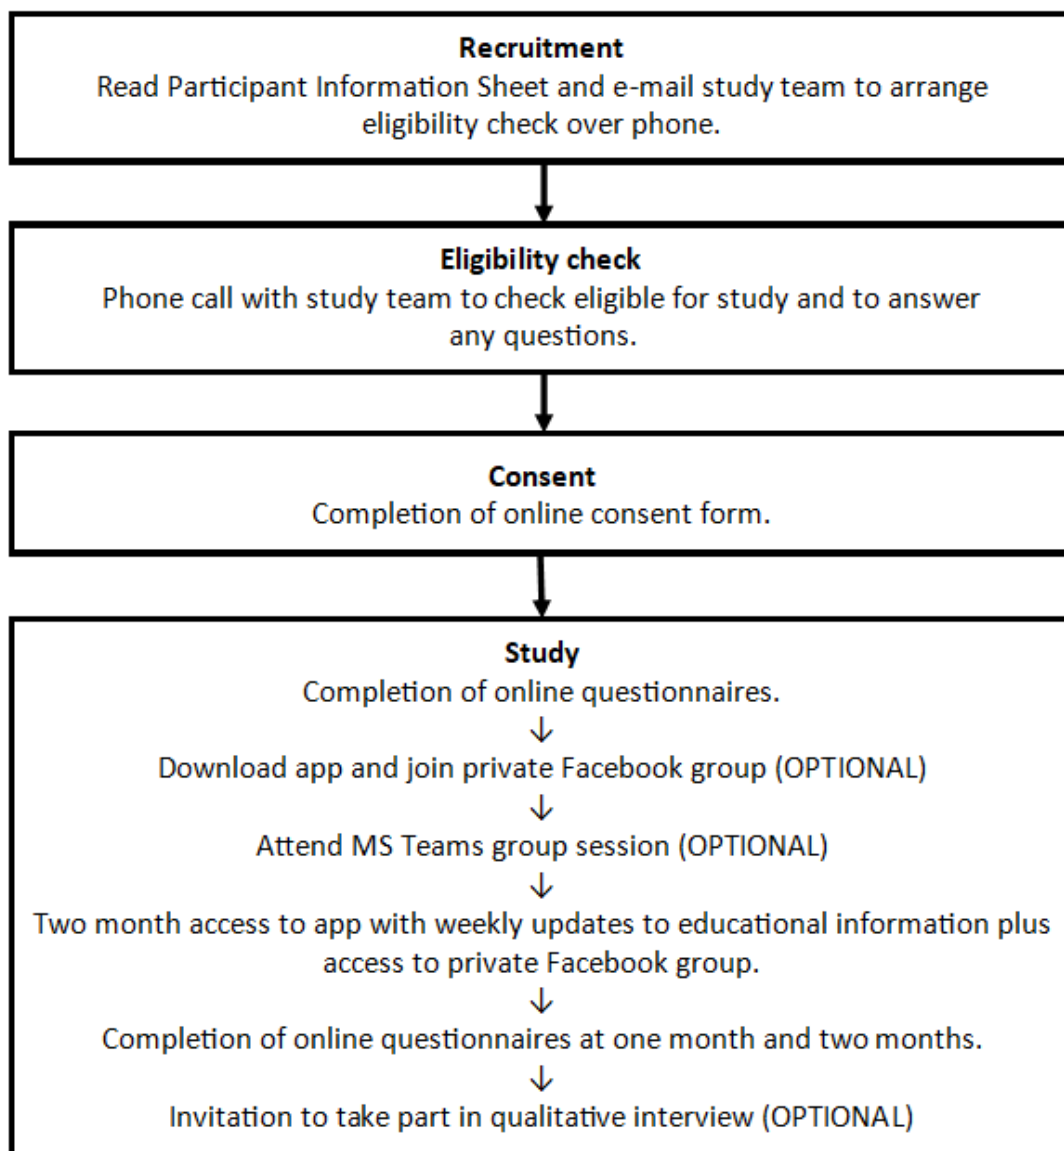 Recruitment
Read Participant Information Sheet and e-mail study team to arrange
eligibility check over phone.
Eligibility check
Phone call with study team to check eligible for study and to answer
any questions.
Consent
Completion of online consent form.
Study
Completion of online questionnaires.
↓
Download app and join private Facebook group (OPTIONAL)
↓
Attend MS Teams group session (OPTIONAL)
↓
Two month access to app with weekly updates to educational information plus
access to private Facebook group.
↓
Completion of online questionnaires at one month and two months.
↓
Invitation to take part in qualitative interview (OPTIONAL)